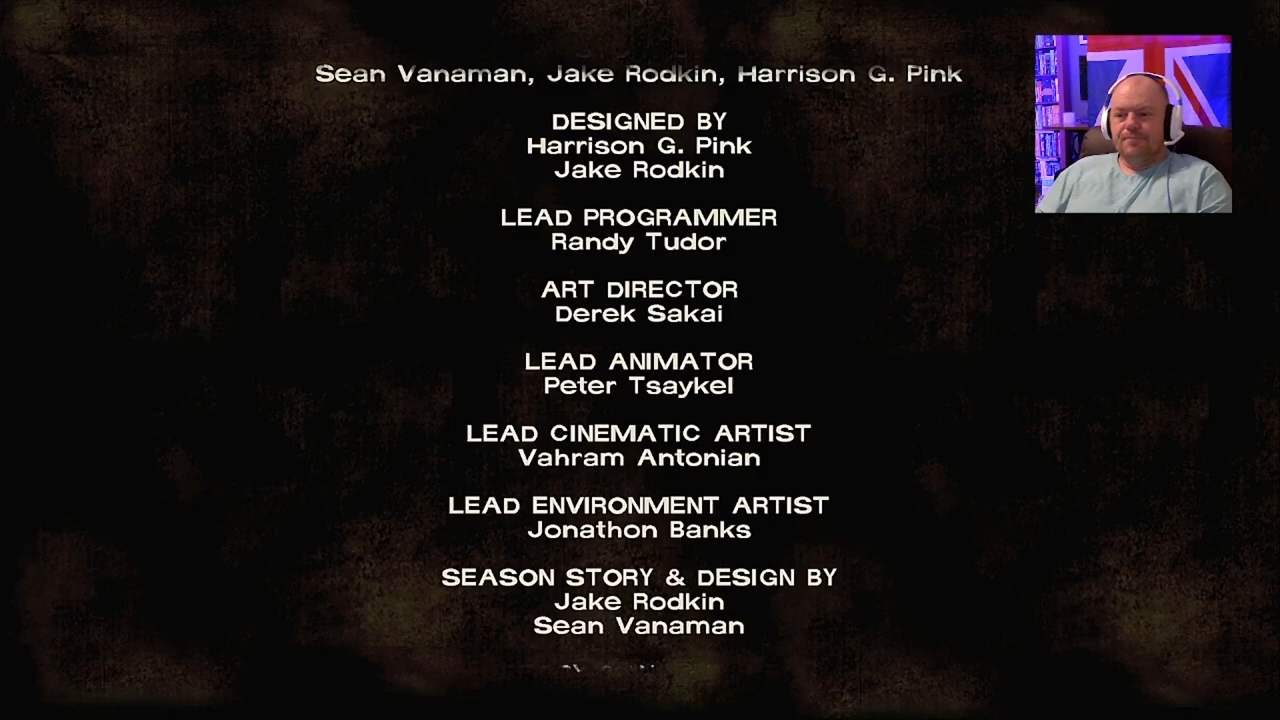 Sean Vanaman, Jake Rodkin, Harrison G. Pink
DESIGNED BY
Harrison G. Pink
Jake Rodkin
LEAD PROGRAMMER
Randy Tudor
ART DIRECTOR
Derek Sakai
LEAD ANIMATOR
Peter Tsaykel
LEAD CINEMATIC ARTIST
Vahram Antonian
LEAD ENVIRONMENT ARTIST
Jonathon Banks
SEASON STORY & DESIGN BY
Jake Rodkin
Sean Vanaman